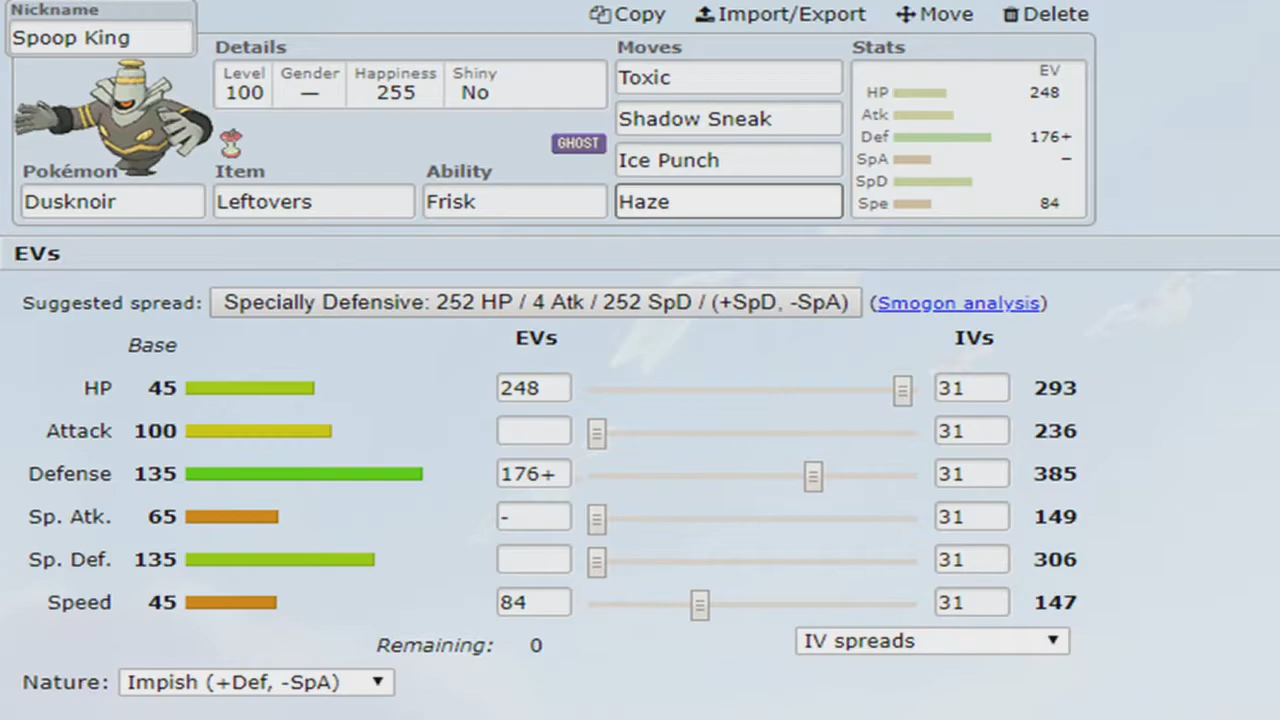 Nickname
Spoop King
Copy Import/Export Move Delete
Details
Level Gender Happiness Shiny
100 — 255 No
GHOST
Pokémon Item Ability
Dusknoir Leftovers Frisk
Moves
Toxic
Shadow Sneak
Ice Punch
Haze
Stats
EV
HP 248
Atk
Def 176+
SpA –
SpD
Spe 84
EVs
Suggested spread: Specially Defensive: 252 HP / 4 Atk / 252 SpD / (+SpD, -SpA) (Smogon analysis)
Base EVs IVs
HP 45 248 31 293
Attack 100 31 236
Defense 135 176+ 31 385
Sp. Atk. 65 - 31 149
Sp. Def. 135 31 306
Speed 45 84 31 147
Remaining: 0 IV spreads
Nature: Impish (+Def, -SpA)